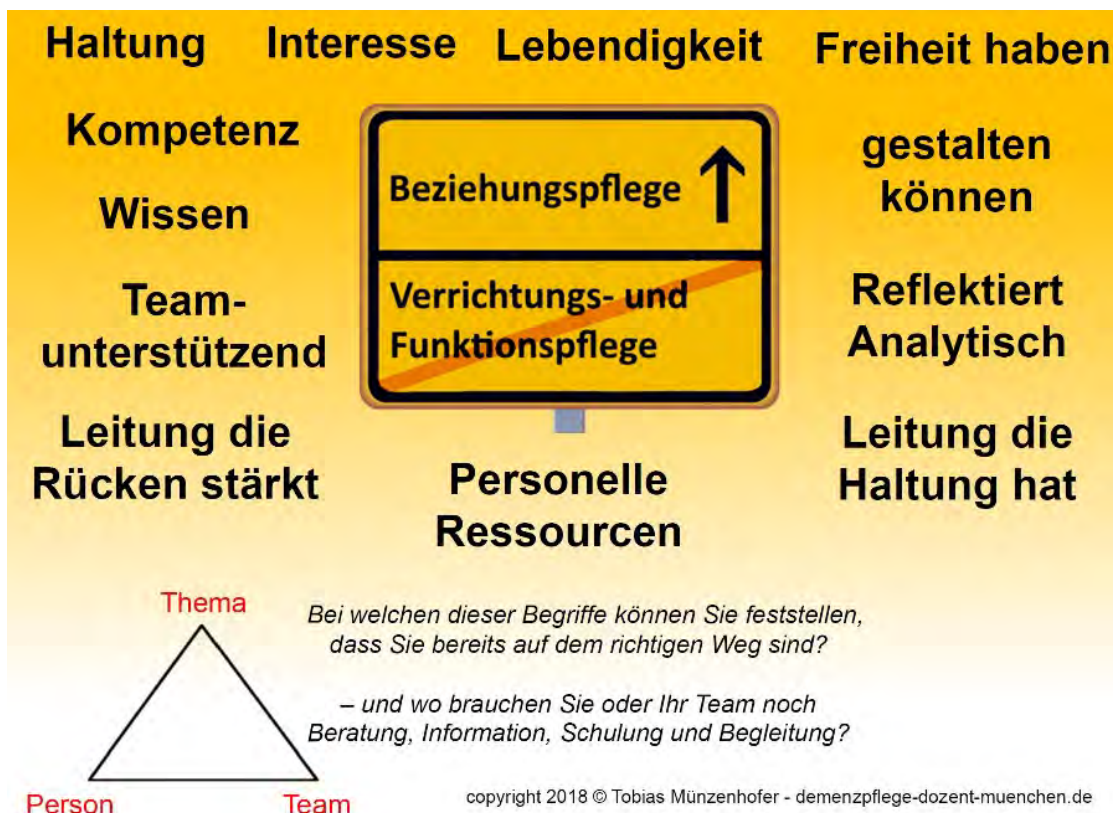 Haltung Interesse Lebendigkeit Freiheit haben
Kompetenz
Wissen
Team-
unterstützend
Leitung die
Rücken stärkt
Beziehungspflege ↑
Verrichtungs- und
Funktionspflege
Personelle
Ressourcen
gestalten
können
Reflektiert
Analytisch
Leitung die
Haltung hat
Thema
Person
Team
Bei welchen dieser Begriffe können Sie feststellen,
dass Sie bereits auf dem richtigen Weg sind?
– und wo brauchen Sie oder Ihr Team noch
Beratung, Information, Schulung und Begleitung?
copyright 2018 © Tobias Münzenhofer - demenzpflege-dozent-muenchen.de